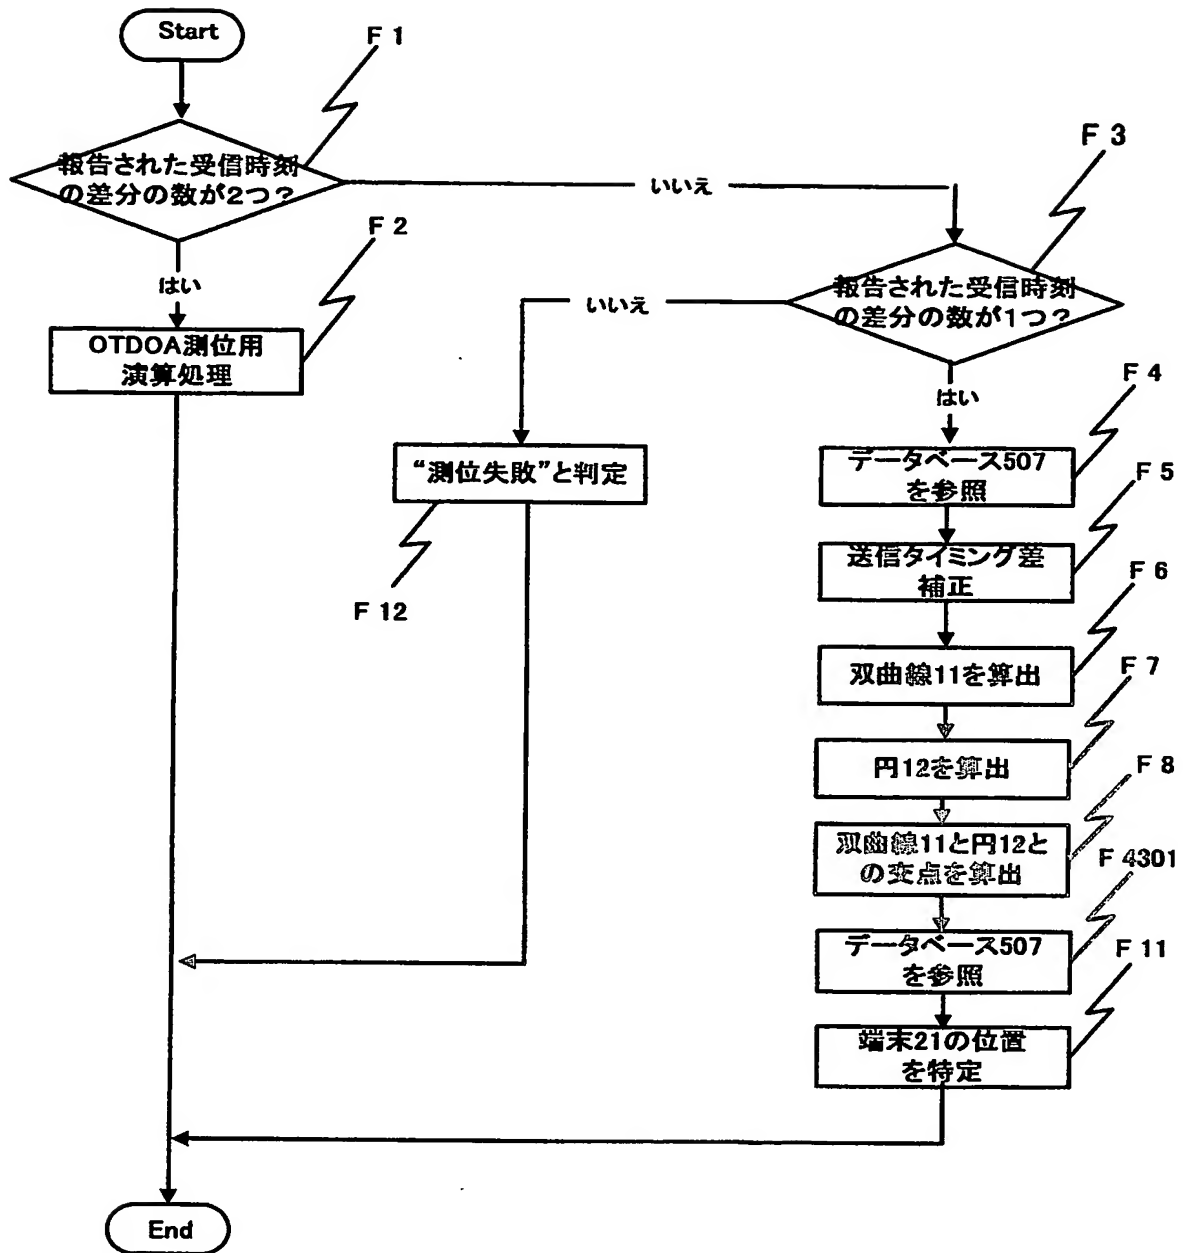 Start
F 1
報告された受信時刻
の差分の数が2つ?
いいえ
F 3
F 2
はい
報告された受信時刻
の差分の数が1つ?
いいえ
OTDOA測位用
演算処理
はい
F 4
データベース507
を参照
"測位失敗"と判定
F 5
送信タイミング差
補正
F 12
F 6
双曲線11を算出
F 7
円12を算出
F 8
双曲線11と円12と
の交点を算出
F 4301
データベース507
を参照
F 11
端末21の位置
を特定
End